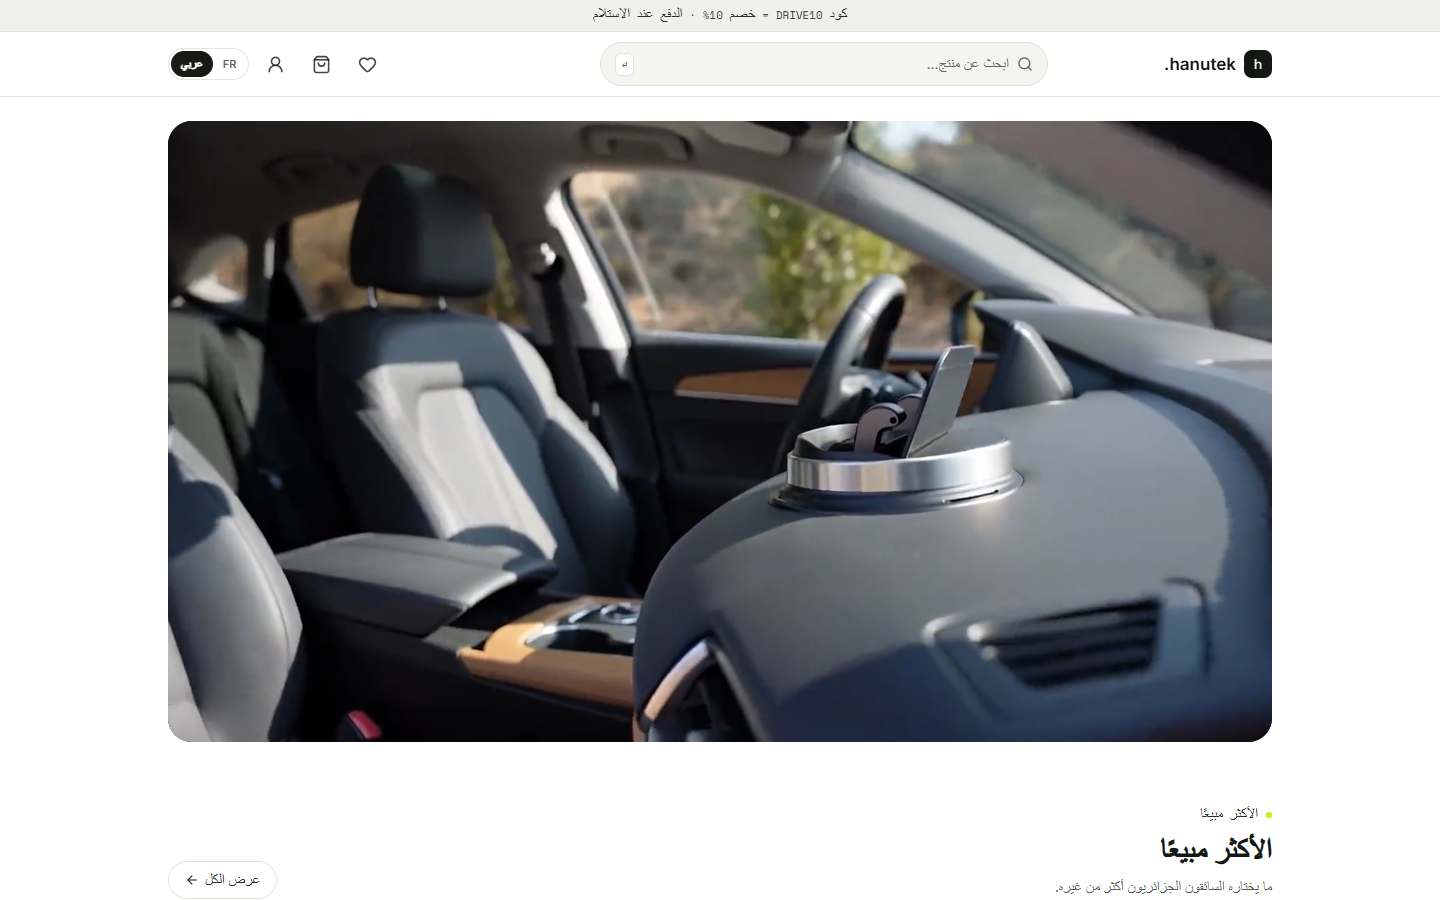 كود DRIVE10 = خصم 10% · الدفع عند الاستلام
h hanutek.
ابحث عن منتج...
↵
FR عربي
الأكثر مبيعًا
الأكثر مبيعًا
ما يختاره السائقون الجزائريون أكثر من غيره.
عرض الكل ←